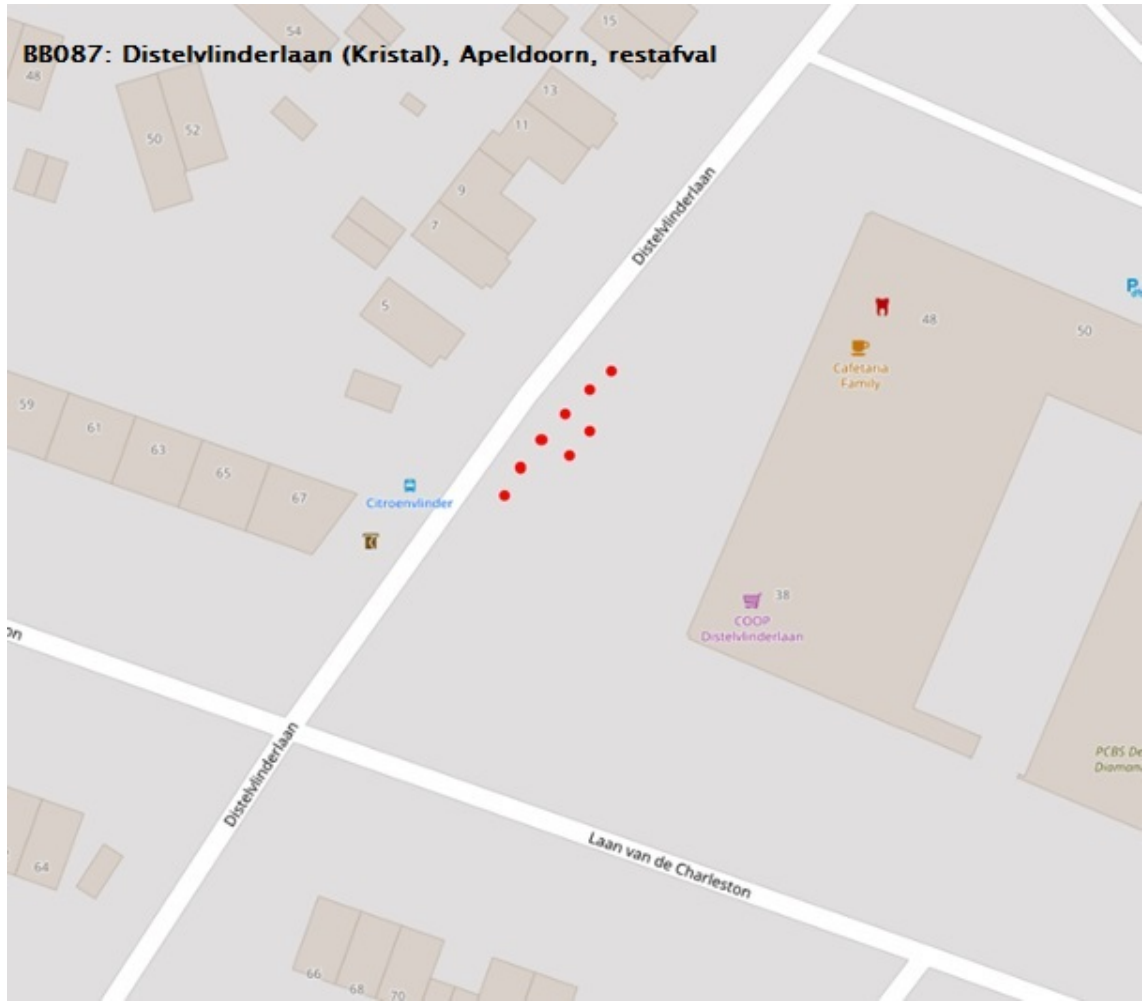 54
15
BB087: Distelvlinderlaan (Kristal), Apeldoorn, restafval
48
13
11
52
50
9
7
Distelvlinderlaan
5
48
50
Cafetaria
Family
59
61
63
65
67
Citroenvlinder
38
COOP
Distelvlinderlaan
on
Distelvlinderlaan
PCBS De
Diaman
Laan van de Charleston
64
66
68
70